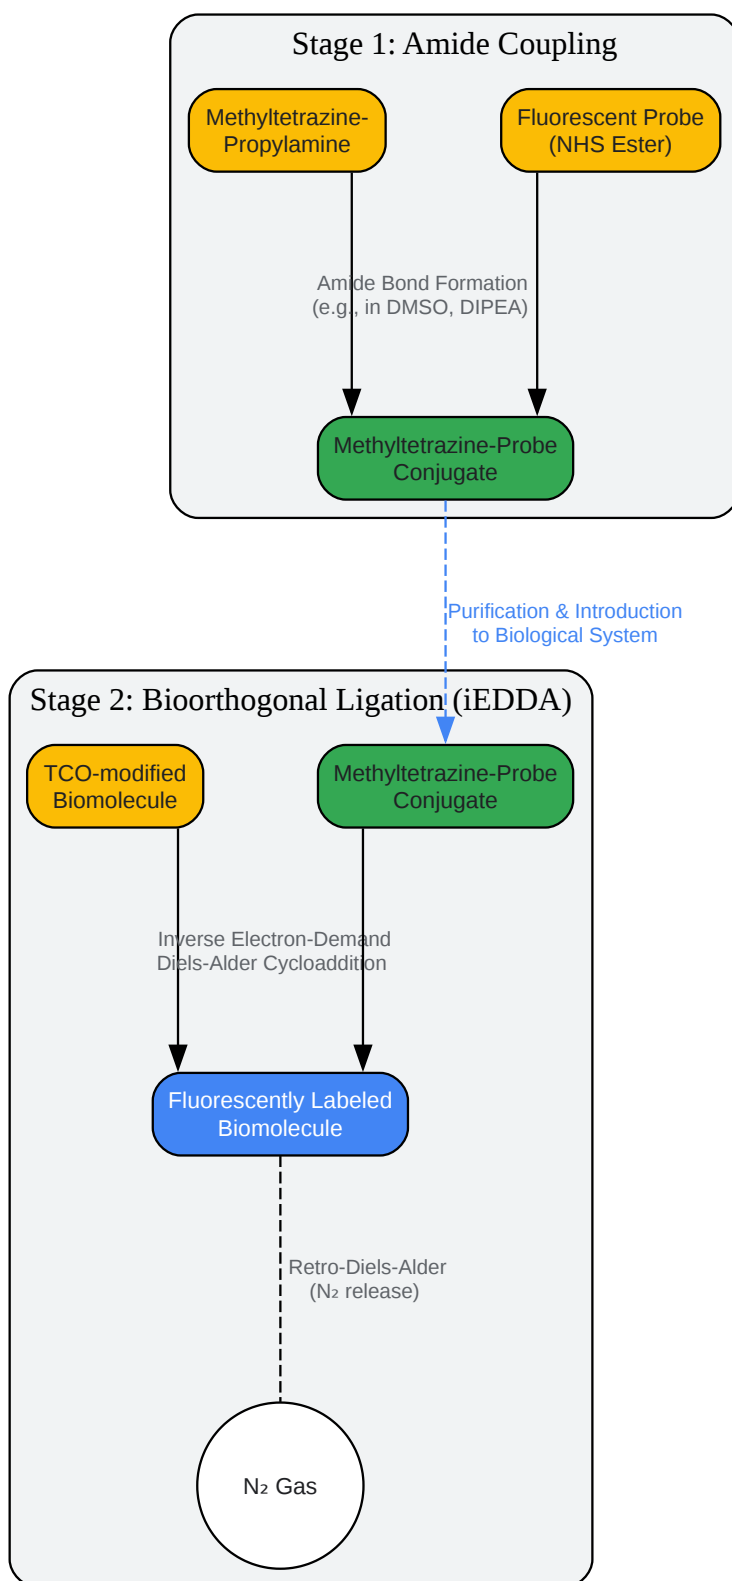 Stage 1: Amide Coupling
Methyltetrazine-
Propylamine
Fluorescent Probe
(NHS Ester)
Amide Bond Formation
(e.g., in DMSO, DIPEA)
Methyltetrazine-Probe
Conjugate
Purification & Introduction
to Biological System
Stage 2: Bioorthogonal Ligation (iEDDA)
TCO-modified
Biomolecule
Methyltetrazine-Probe
Conjugate
Inverse Electron-Demand
Diels-Alder Cycloaddition
Fluorescently Labeled
Biomolecule
Retro-Diels-Alder
(N₂ release)
N₂ Gas